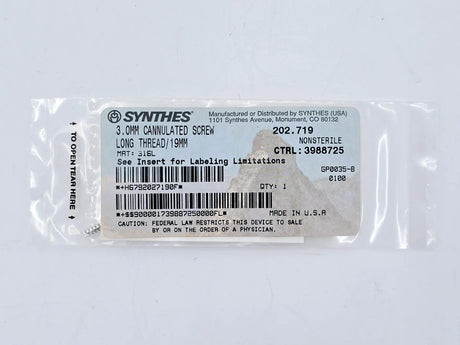 SYNTHES®
Manufactured or Distributed by SYNTHES (USA)
1101 Synthes Avenue, Monument, CO 80132
3.0MM CANNULATED SCREW
LONG THREAD/19MM
MAT: 316L
202.719
NONSTERILE
CTRL:3988725
See Insert for Labeling Limitations
GP0035-B
0100
*+H6792027190F*
QTY: 1
*+$$900001739887250000FL*
MADE IN U.S.A
CAUTION: FEDERAL LAW RESTRICTS THIS DEVICE TO SALE
BY OR ON THE ORDER OF A PHYSICIAN.
TO OPEN TEAR HERE